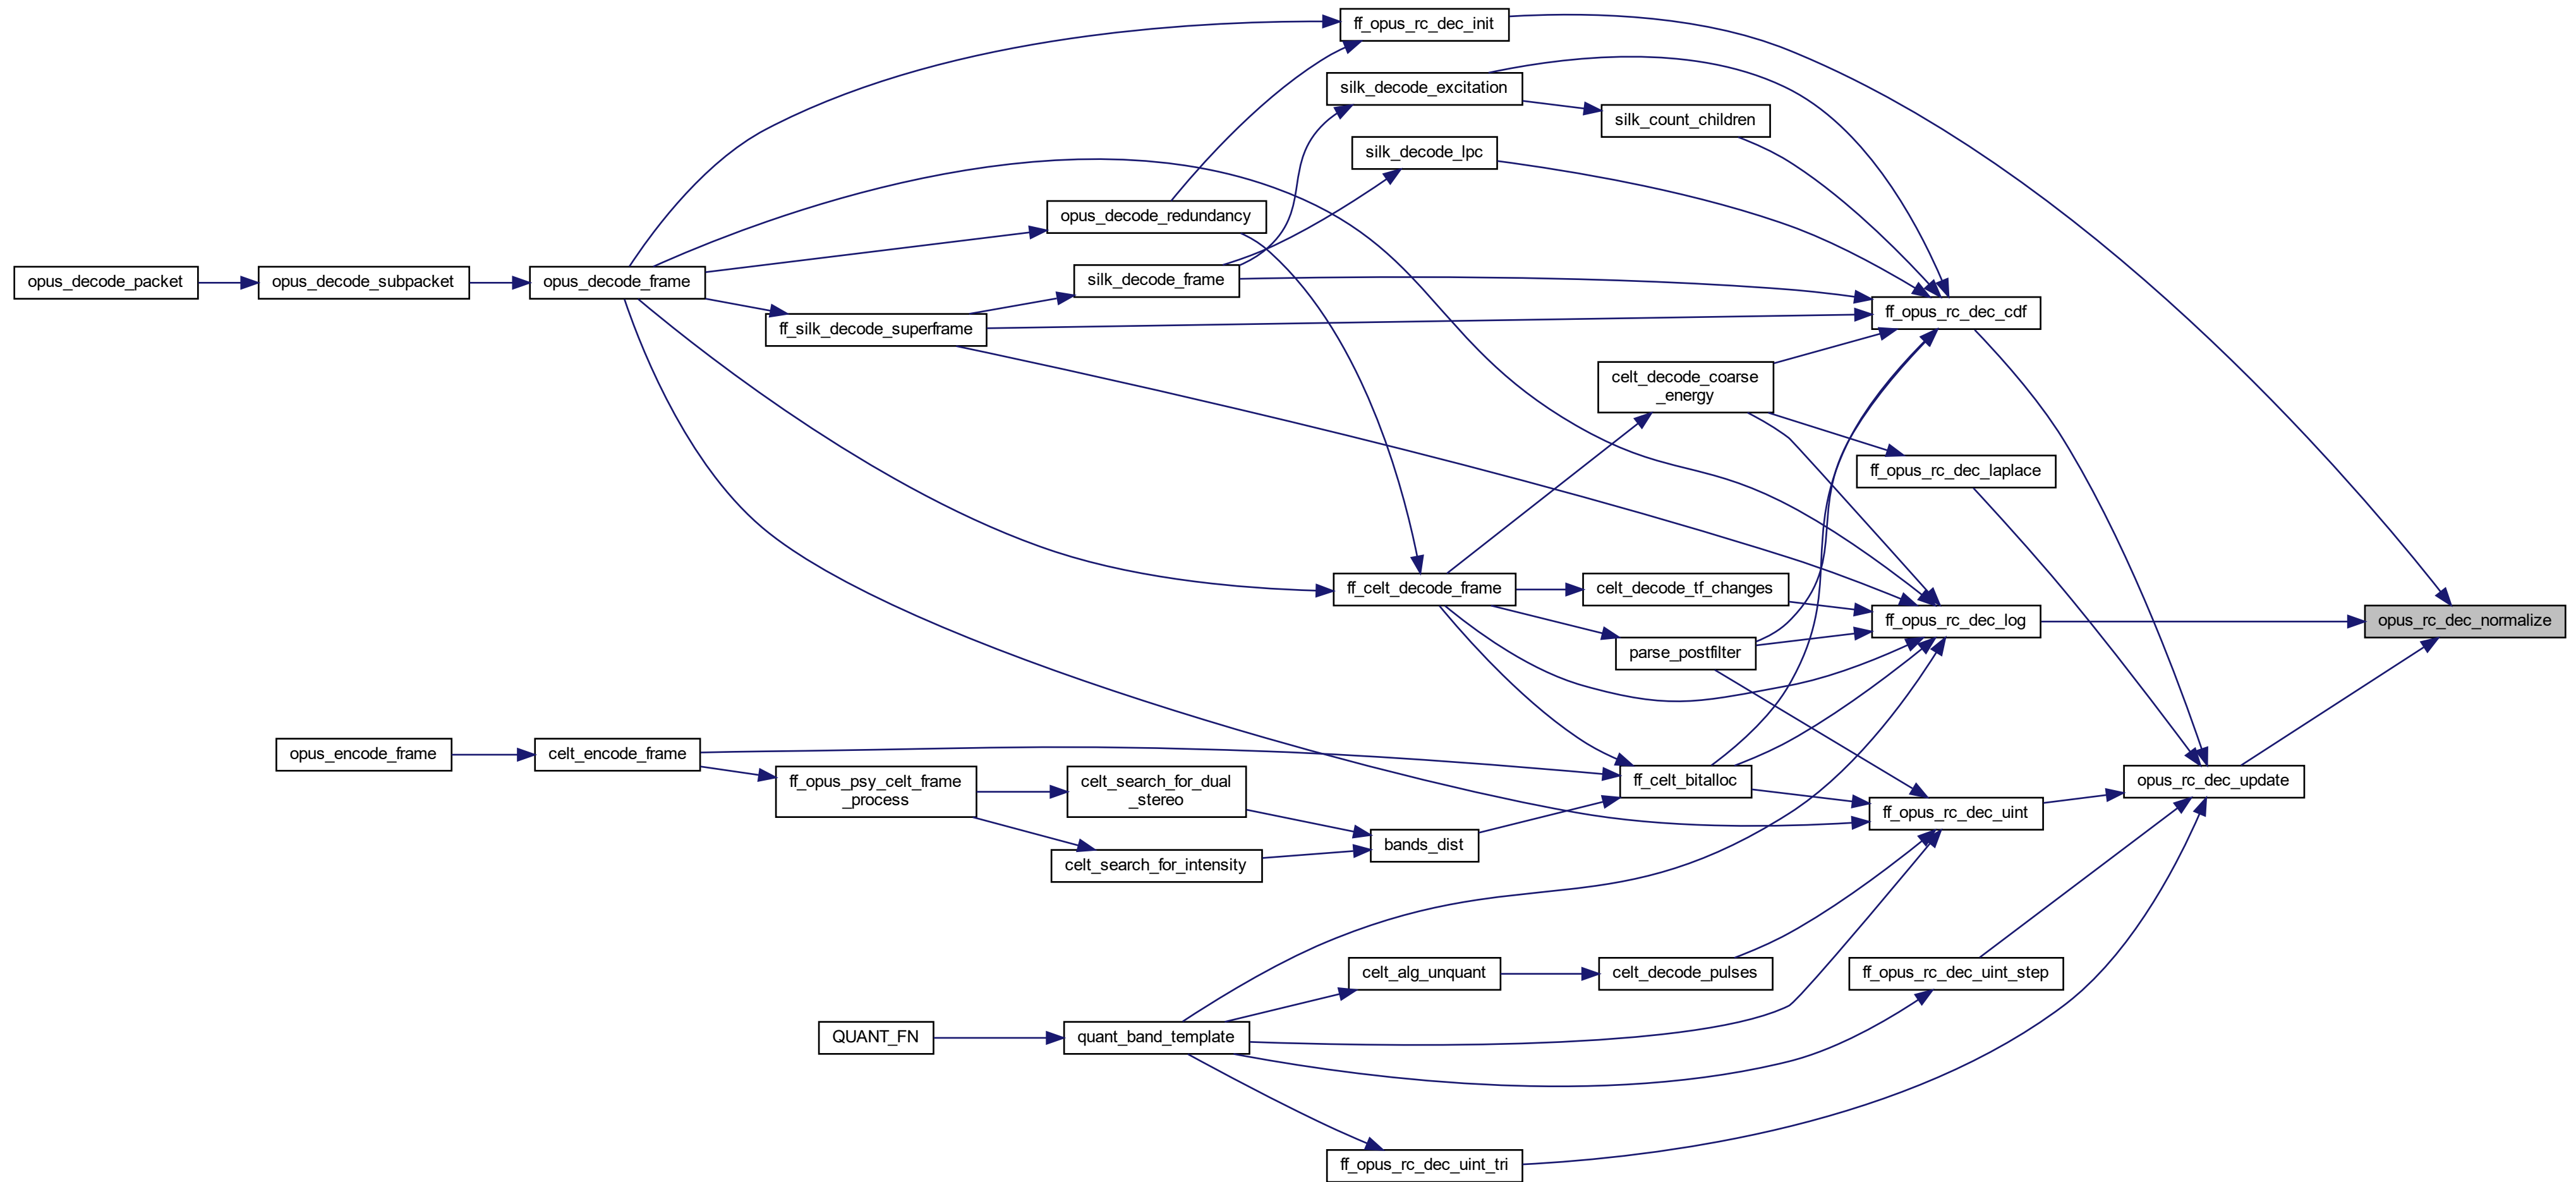 ff_opus_rc_dec_init
silk_decode_excitation
silk_count_children
silk_decode_lpc
opus_decode_redundancy
opus_decode_packet
opus_decode_subpacket
opus_decode_frame
silk_decode_frame
ff_silk_decode_superframe
ff_opus_rc_dec_cdf
celt_decode_coarse
_energy
ff_opus_rc_dec_laplace
ff_celt_decode_frame
celt_decode_tf_changes
ff_opus_rc_dec_log
opus_rc_dec_normalize
parse_postfilter
opus_encode_frame
celt_encode_frame
ff_opus_psy_celt_frame
_process
celt_search_for_dual
_stereo
ff_celt_bitalloc
opus_rc_dec_update
ff_opus_rc_dec_uint
bands_dist
celt_search_for_intensity
celt_alg_unquant
celt_decode_pulses
ff_opus_rc_dec_uint_step
QUANT_FN
quant_band_template
ff_opus_rc_dec_uint_tri